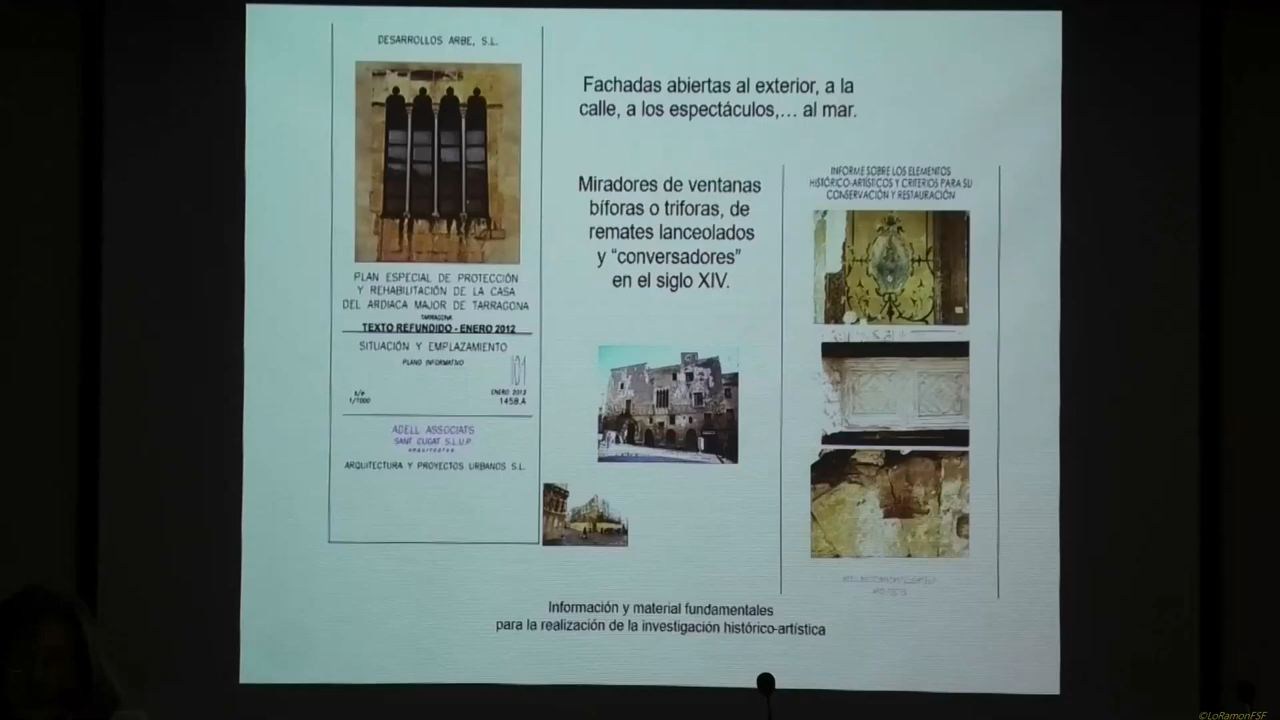 DESARROLLOS ARBE, S.L.
PLAN ESPECIAL DE PROTECCIÓN
Y REHABILITACIÓN DE LA CASA
DEL ARDIACA MAJOR DE TARRAGONA
TARRAGONA
TEXTO REFUNDIDO - ENERO 2012
SITUACIÓN Y EMPLAZAMIENTO
PLANO INFORMATIVO
101
1/1000
ENERO 2012
1458.A
ADELL ASSOCIATS
SANT CUGAT S.L.U.P
ARQUITECTURA Y PROYECTOS URBANOS S.L.
Fachadas abiertas al exterior, a la
calle, a los espectáculos,... al mar.
Miradores de ventanas
bíforas o triforas, de
remates lanceolados
y “conversadores”
en el siglo XIV.
INFORME SOBRE LOS ELEMENTOS
HISTÓRICO-ARTÍSTICOS Y CRITERIOS PARA SU
CONSERVACIÓN Y RESTAURACIÓN
Información y material fundamentales
para la realización de la investigación histórico-artística
©LoRamonFSF